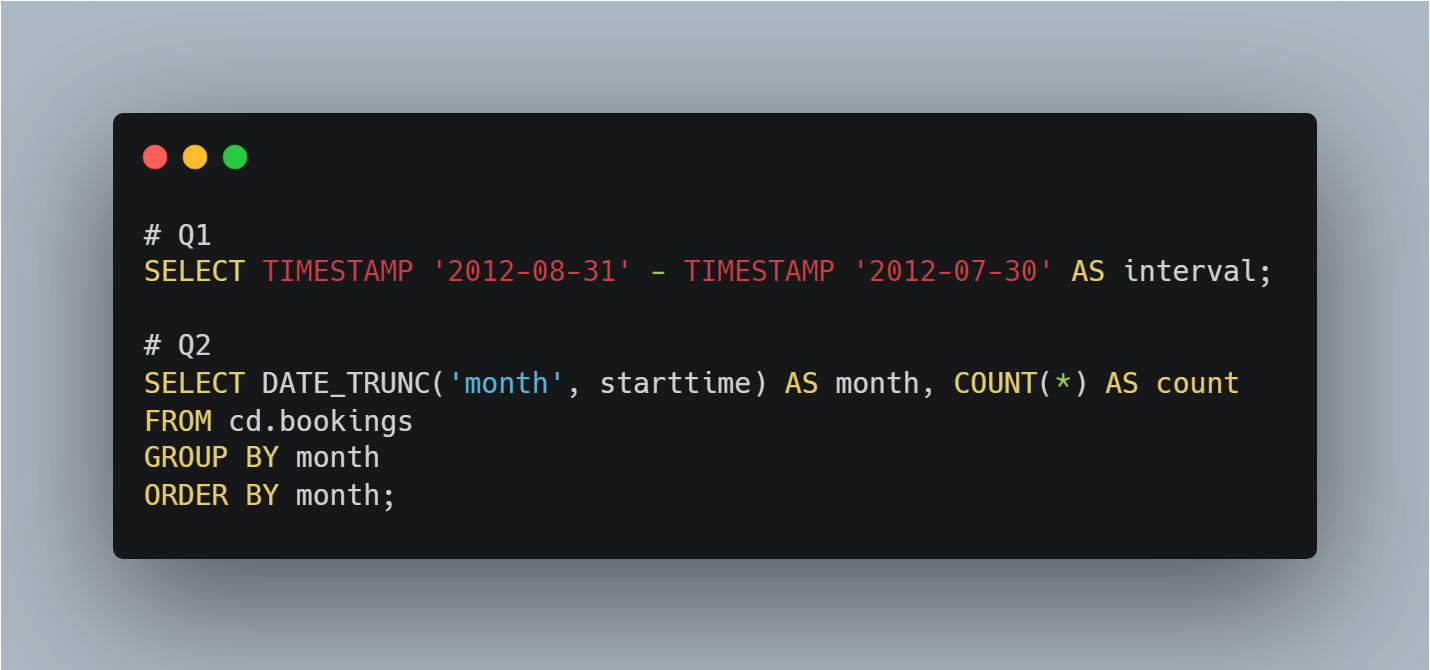 # Q1
SELECT TIMESTAMP '2012-08-31' - TIMESTAMP '2012-07-30' AS interval;
# Q2
SELECT DATE_TRUNC('month', starttime) AS month, COUNT(*) AS count
FROM cd.bookings
GROUP BY month
ORDER BY month;